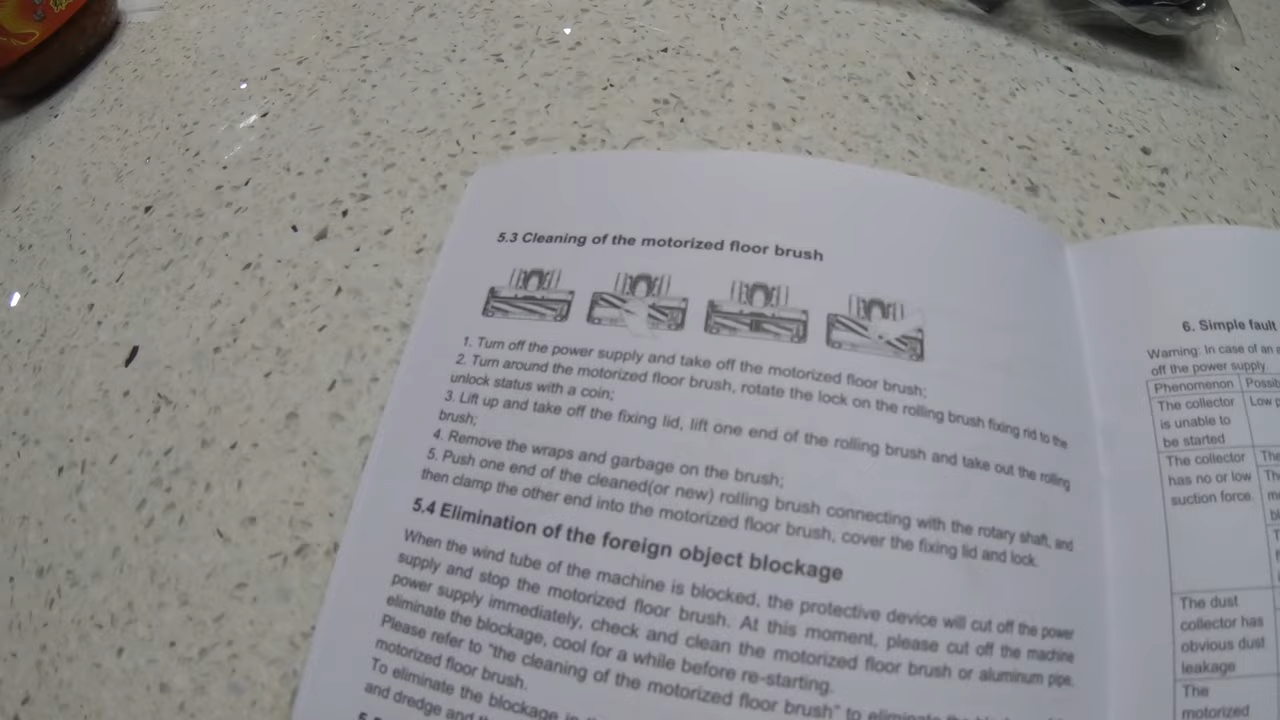 5.3 Cleaning of the motorized floor brush
1. Turn off the power supply and take off the motorized floor brush;
2. Turn around the motorized floor brush, rotate the lock on the rolling brush fixing rid to the
unlock status with a coin;
3. Lift up and take off the fixing lid, lift one end of the rolling brush and take out the rolling
brush;
4. Remove the wraps and garbage on the brush;
5. Push one end of the cleaned(or new) rolling brush connecting with the rotary shaft, and
then clamp the other end into the motorized floor brush, cover the fixing lid and lock.
5.4 Elimination of the foreign object blockage
When the wind tube of the machine is blocked, the protective device will cut off the power
supply and stop the motorized floor brush. At this moment, please cut off the machine
power supply immediately, check and clean the motorized floor brush or aluminum pipe,
eliminate the blockage, cool for a while before re-starting.
Please refer to "the cleaning of the motorized floor brush" to eliminate the
motorized floor brush.
To eliminate the blockage
and dredge and
6. Simple fault
Warning: In case of an
off the power supply
Phenomenon
The collector Low
is unable to
be started
The collector The
has no or low
suction force.
The dust
collector has
obvious dust
leakage
The
motorized